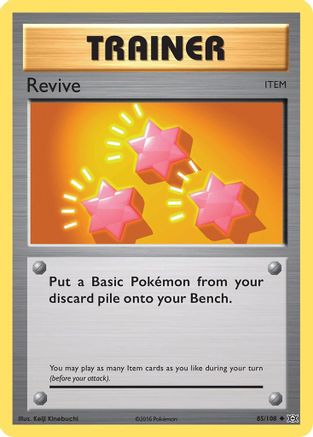 TRAINER
Revive
ITEM
Put a Basic Pokémon from your
discard pile onto your Bench.
You may play as many Item cards as you like during your turn
(before your attack).
Illus. Keiji Kinebuchi
©2016 Pokémon
85/108